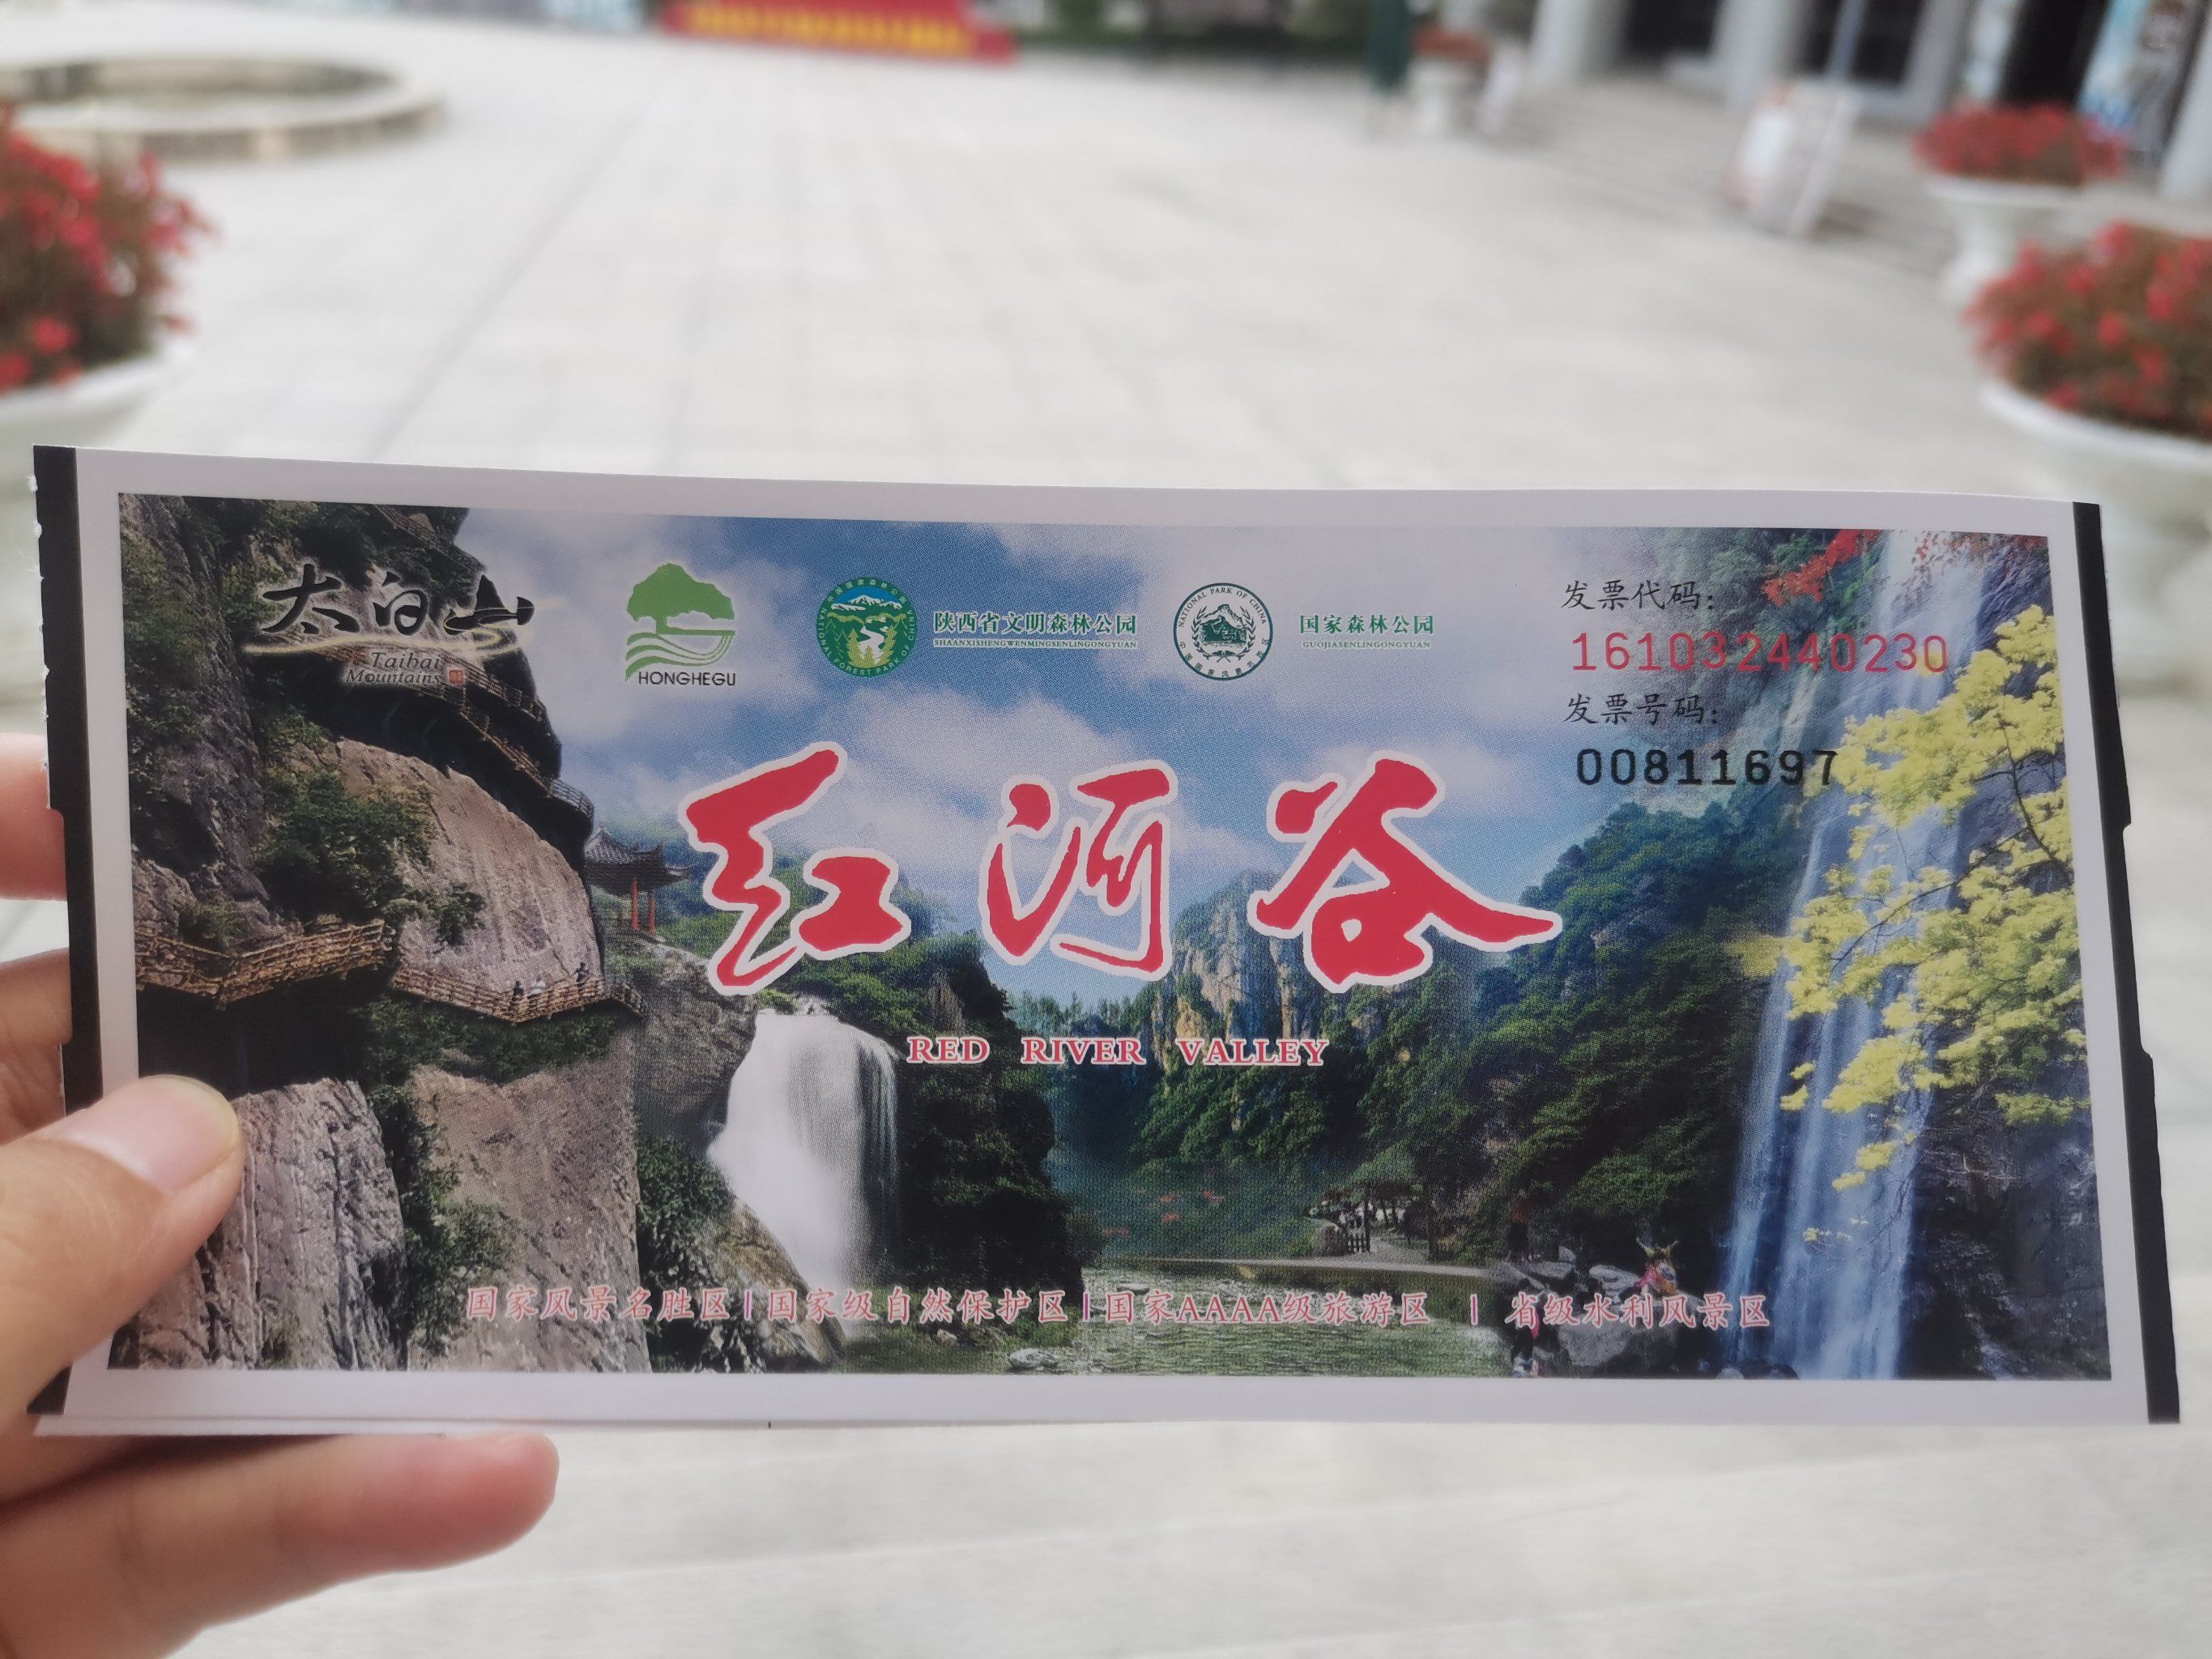 太白山
Taibai
Mountains
HONGHEGU
陕西省文明森林公园
SHAANXISHENGWENMINGSENLINGONGYUAN
NATIONAL PARK OF CHINA
国家森林公园
GUOJIASENLINGONGYUAN
发票代码:
161032440230
发票号码:
00811697
红河谷
RED RIVER VALLEY
国家风景名胜区|国家级自然保护区|国家AAAA级旅游区 | 省级水利风景区